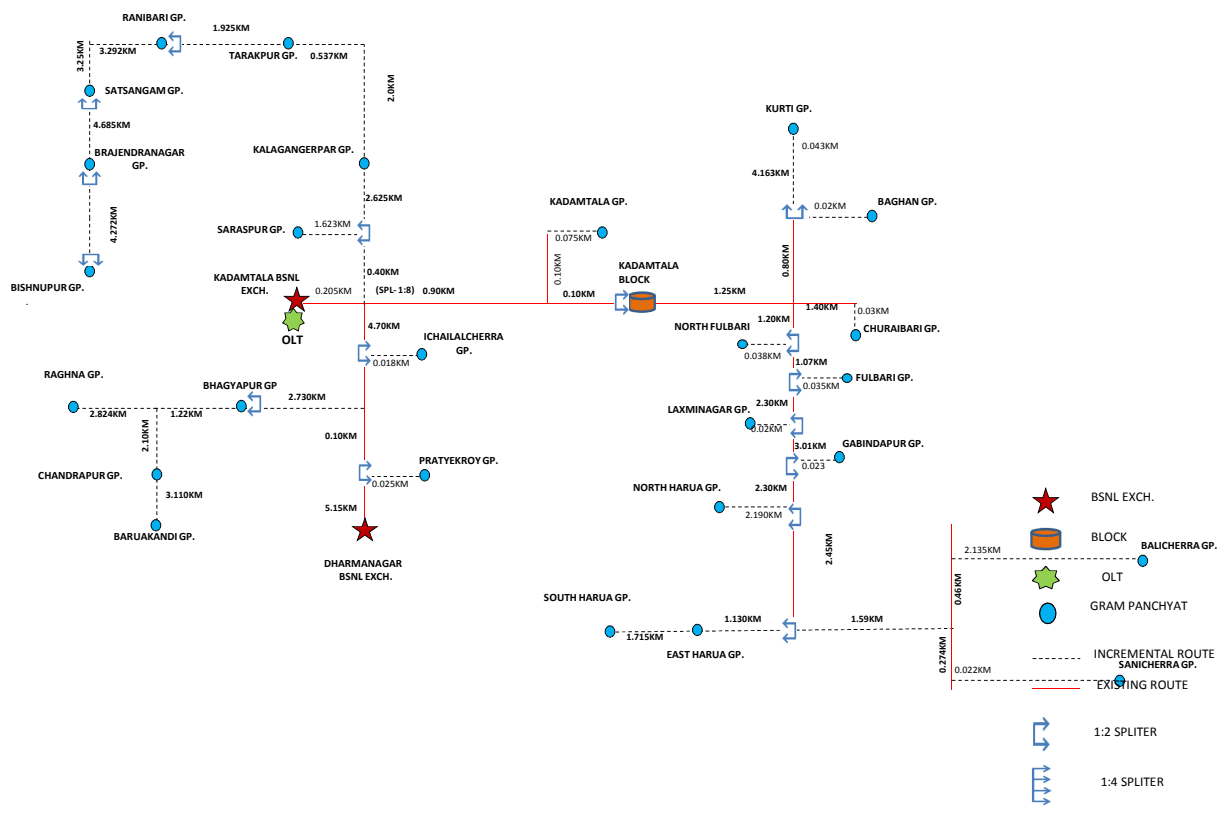 RANIBARI GP.
1.925KM
3.25KM
3.292KM
TARAKPUR GP.
0.537KM
2.0KM
SATSANGAM GP.
4.685KM
BRAJENDRANAGAR
GP.
KALAGANGERPAR GP.
2.625KM
4.272KM
SARASPUR GP.
1.623KM
BISHNUPUR GP.
.
KADAMTALA BSNL
EXCH.
0.205KM
0.40KM
(SPL- 1:8)
0.90KM
OLT
KADAMTALA GP.
0.075KM
0.10KM
0.10KM
KADAMTALA
BLOCK
1.25KM
KURTI GP.
0.043KM
4.163KM
0.02KM
BAGHAN GP.
0.80KM
1.40KM
0.03KM
CHURAIBARI GP.
1.20KM
NORTH FULBARI
0.038KM
1.07KM
FULBARI GP.
0.035KM
2.30KM
LAXMINAGAR GP.
0.02KM
3.01KM
GABINDAPUR GP.
0.023
2.30KM
NORTH HARUA GP.
2.190KM
2.45KM
SOUTH HARUA GP.
1.715KM
1.130KM
EAST HARUA GP.
1.59KM
4.70KM
ICHAILALCHERRA
GP.
0.018KM
RAGHNA GP.
BHAGYAPUR GP
2.730KM
2.824KM
1.22KM
2.10KM
0.10KM
CHANDRAPUR GP.
3.110KM
BARUAKANDI GP.
PRATYEKROY GP.
0.025KM
5.15KM
DHARMANAGAR
BSNL EXCH.
2.135KM
BALICHERRA GP.
0.46KM
0.274KM
0.022KM
SANICHERRA GP.
BSNL EXCH.
BLOCK
OLT
GRAM PANCHYAT
INCREMENTAL ROUTE
EXISTING ROUTE
1:2 SPLITER
1:4 SPLITER